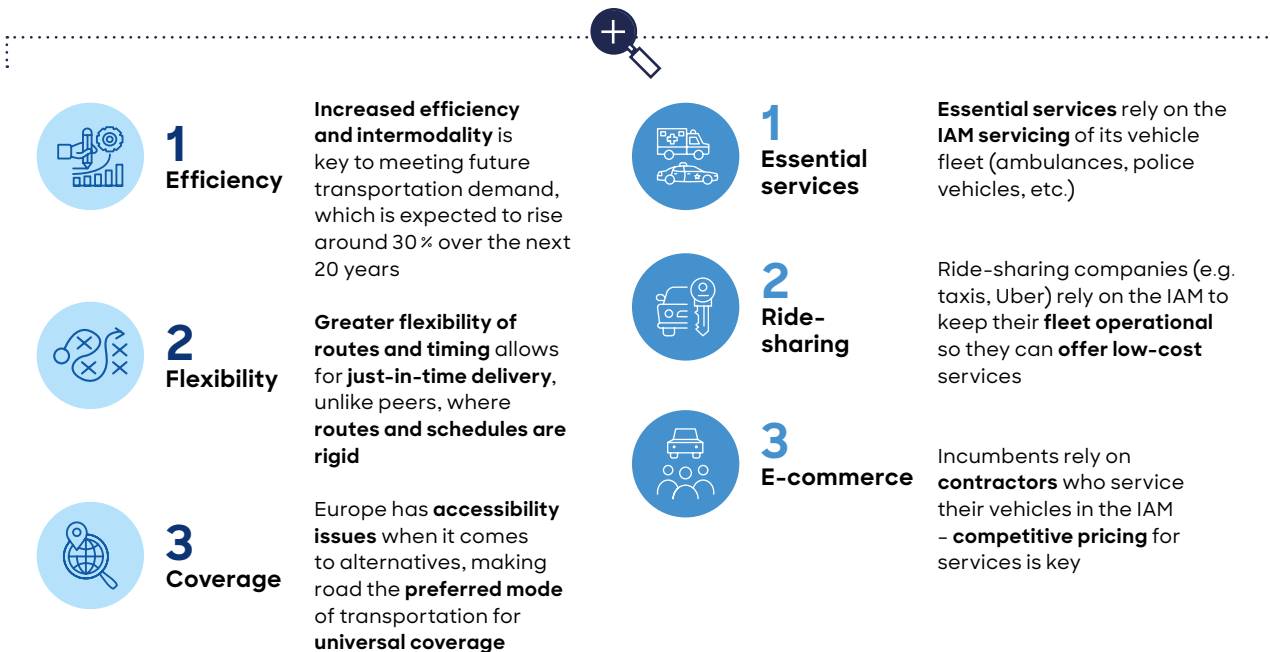 1
Efficiency
Increased efficiency
and intermodality is
key to meeting future
transportation demand,
which is expected to rise
around 30 % over the next
20 years
2
Flexibility
Greater flexibility of
routes and timing allows
for just-in-time delivery,
unlike peers, where
routes and schedules are
rigid
3
Coverage
Europe has accessibility
issues when it comes
to alternatives, making
road the preferred mode
of transportation for
universal coverage
1
Essential
services
Essential services rely on the
IAM servicing of its vehicle
fleet (ambulances, police
vehicles, etc.)
2
Ride-
sharing
Ride-sharing companies (e.g.
taxis, Uber) rely on the IAM to
keep their fleet operational
so they can offer low-cost
services
3
E-commerce
Incumbents rely on
contractors who service
their vehicles in the IAM
– competitive pricing for
services is key